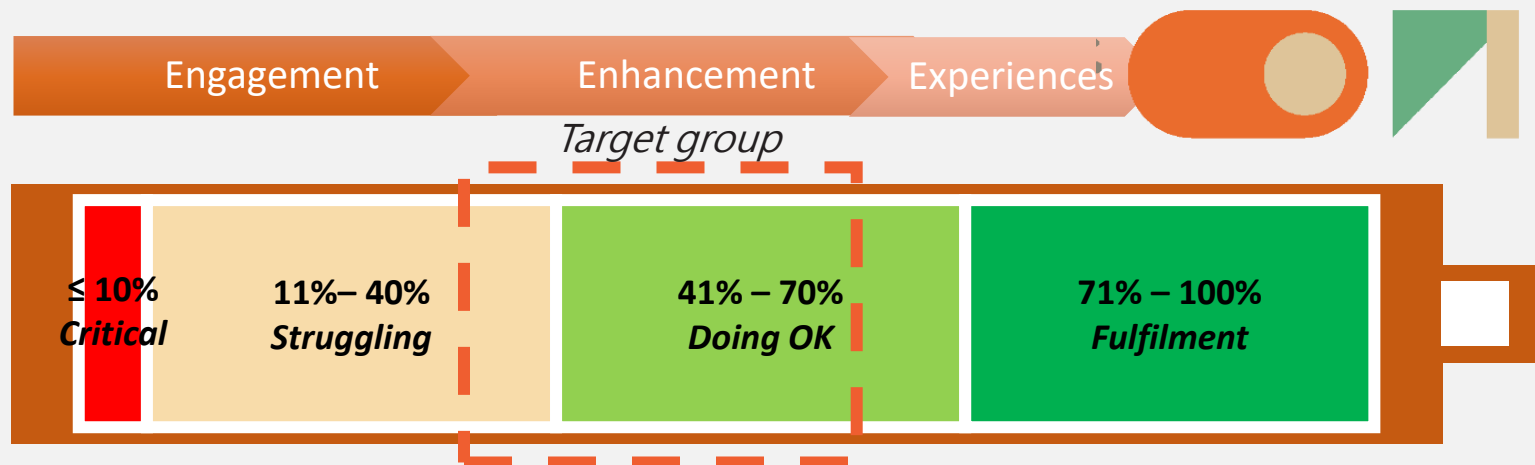 Engagement
Enhancement
Experiences
Target group
≤ 10%
Critical
11%– 40%
Struggling
41% – 70%
Doing OK
71% – 100%
Fulfilment